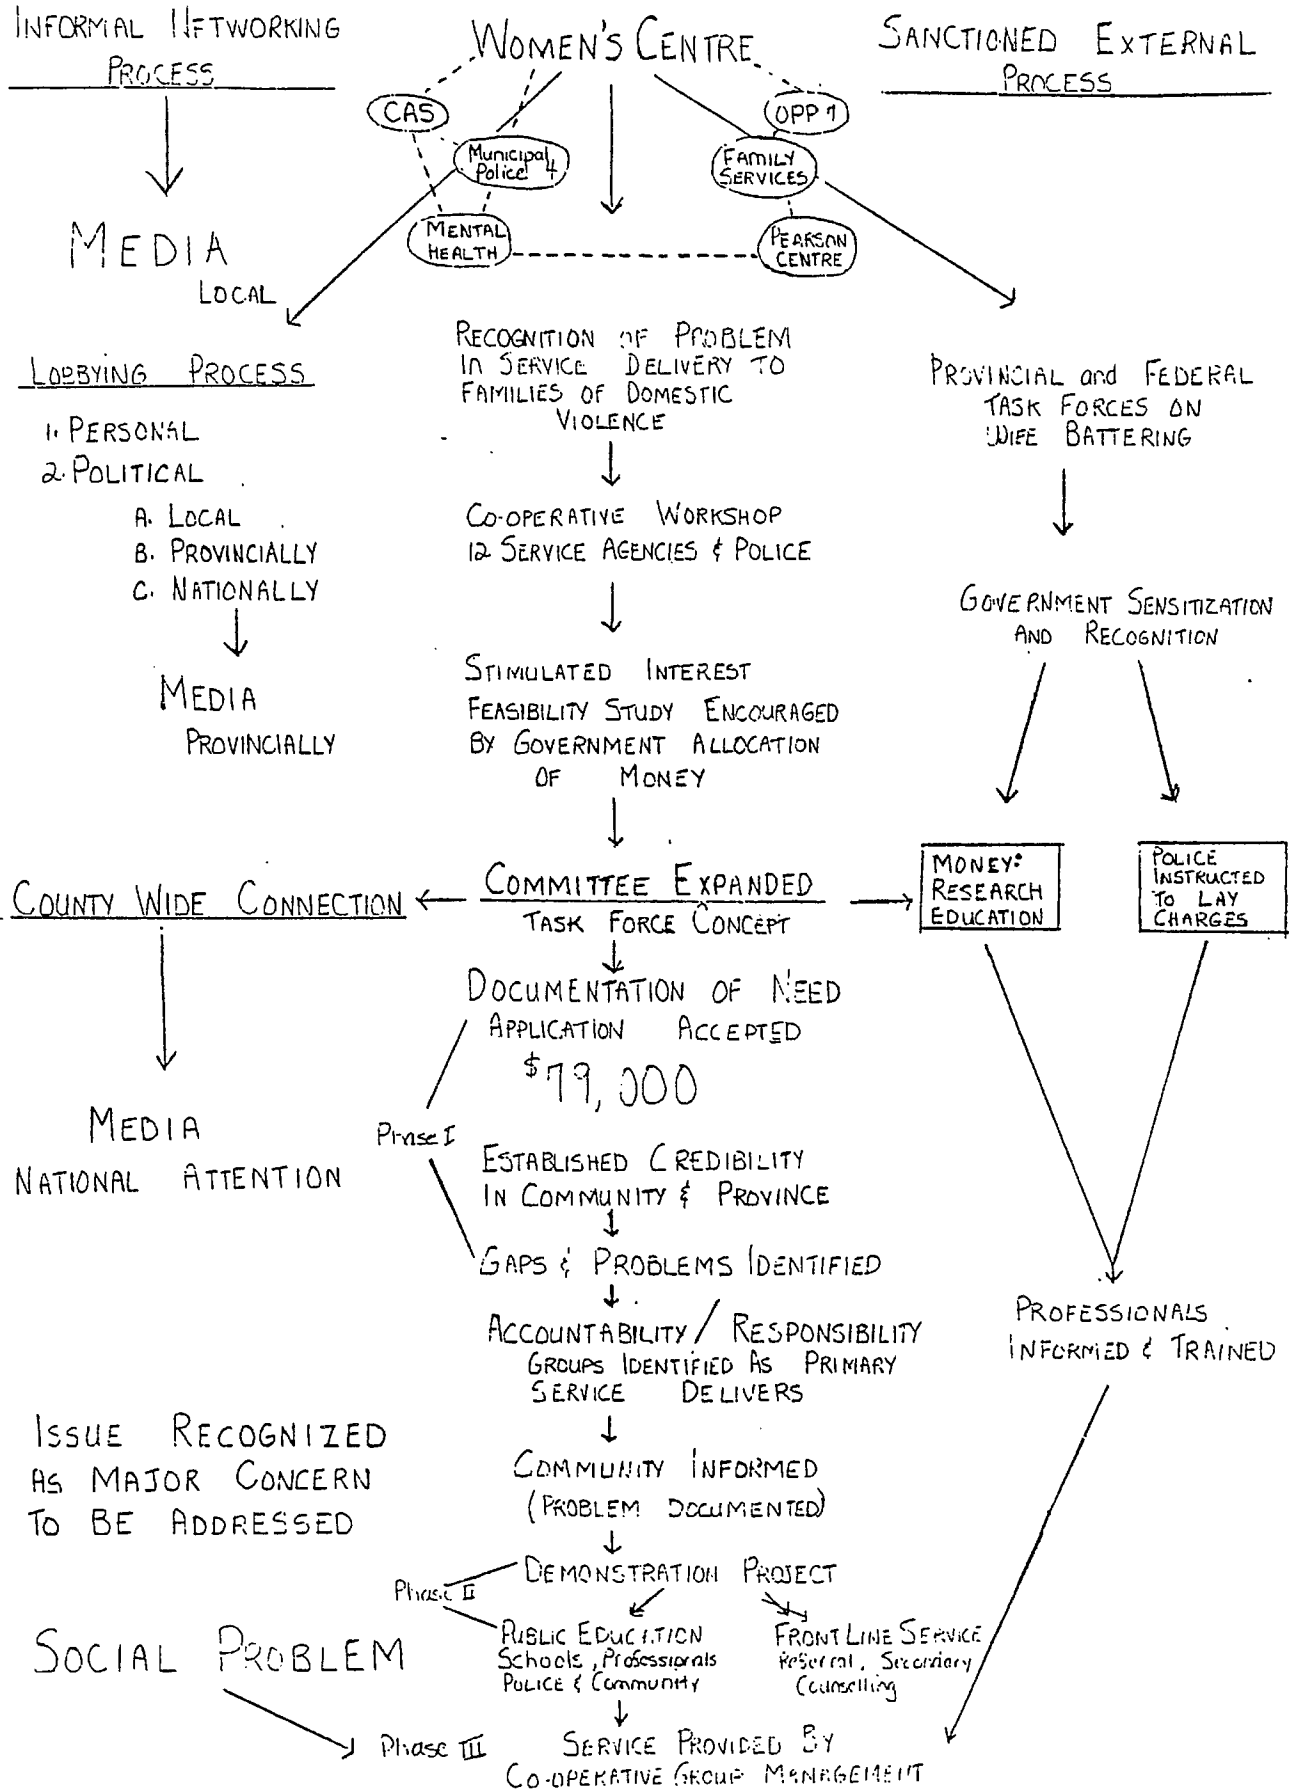 INFORMAL NETWORKING
PROCESS
WOMEN'S CENTRE
SANCTIONED EXTERNAL
PROCESS
CAS
OPP 7
Municipal
Police 4
FAMILY
SERVICES
MENTAL
HEALTH
PEARSON
CENTRE
MEDIA
LOCAL
LOBBYING PROCESS
1. PERSONAL
2. POLITICAL
A. LOCAL
B. PROVINCIALLY
C. NATIONALLY
MEDIA
PROVINCIALLY
RECOGNITION OF PROBLEM
IN SERVICE DELIVERY TO
FAMILIES OF DOMESTIC
VIOLENCE
CO-OPERATIVE WORKSHOP
12 SERVICE AGENCIES & POLICE
STIMULATED INTEREST
FEASIBILITY STUDY ENCOURAGED
BY GOVERNMENT ALLOCATION
OF MONEY
PROVINCIAL and FEDERAL
TASK FORCES ON
WIFE BATTERING
GOVERNMENT SENSITIZATION
AND RECOGNITION
COUNTY WIDE CONNECTION
COMMITTEE EXPANDED
TASK FORCE CONCEPT
MONEY:
RESEARCH
EDUCATION
POLICE
INSTRUCTED
TO LAY
CHARGES
DOCUMENTATION OF NEED
APPLICATION ACCEPTED
$79,000
Phase I
MEDIA
NATIONAL ATTENTION
ESTABLISHED CREDIBILITY
IN COMMUNITY & PROVINCE
GAPS & PROBLEMS IDENTIFIED
ACCOUNTABILITY / RESPONSIBILITY
GROUPS IDENTIFIED AS PRIMARY
SERVICE DELIVERS
PROFESSIONALS
INFORMED & TRAINED
ISSUE RECOGNIZED
AS MAJOR CONCERN
TO BE ADDRESSED
COMMUNITY INFORMED
(PROBLEM DOCUMENTED)
DEMONSTRATION PROJECT
Phase II
PUBLIC EDUCATION
Schools, Professionals
POLICE & Community
FRONT LINE SERVICE
Referral, Secondary
Counselling
SOCIAL PROBLEM
Phase III
SERVICE PROVIDED BY
CO-OPERATIVE GROUP MANAGEMENT